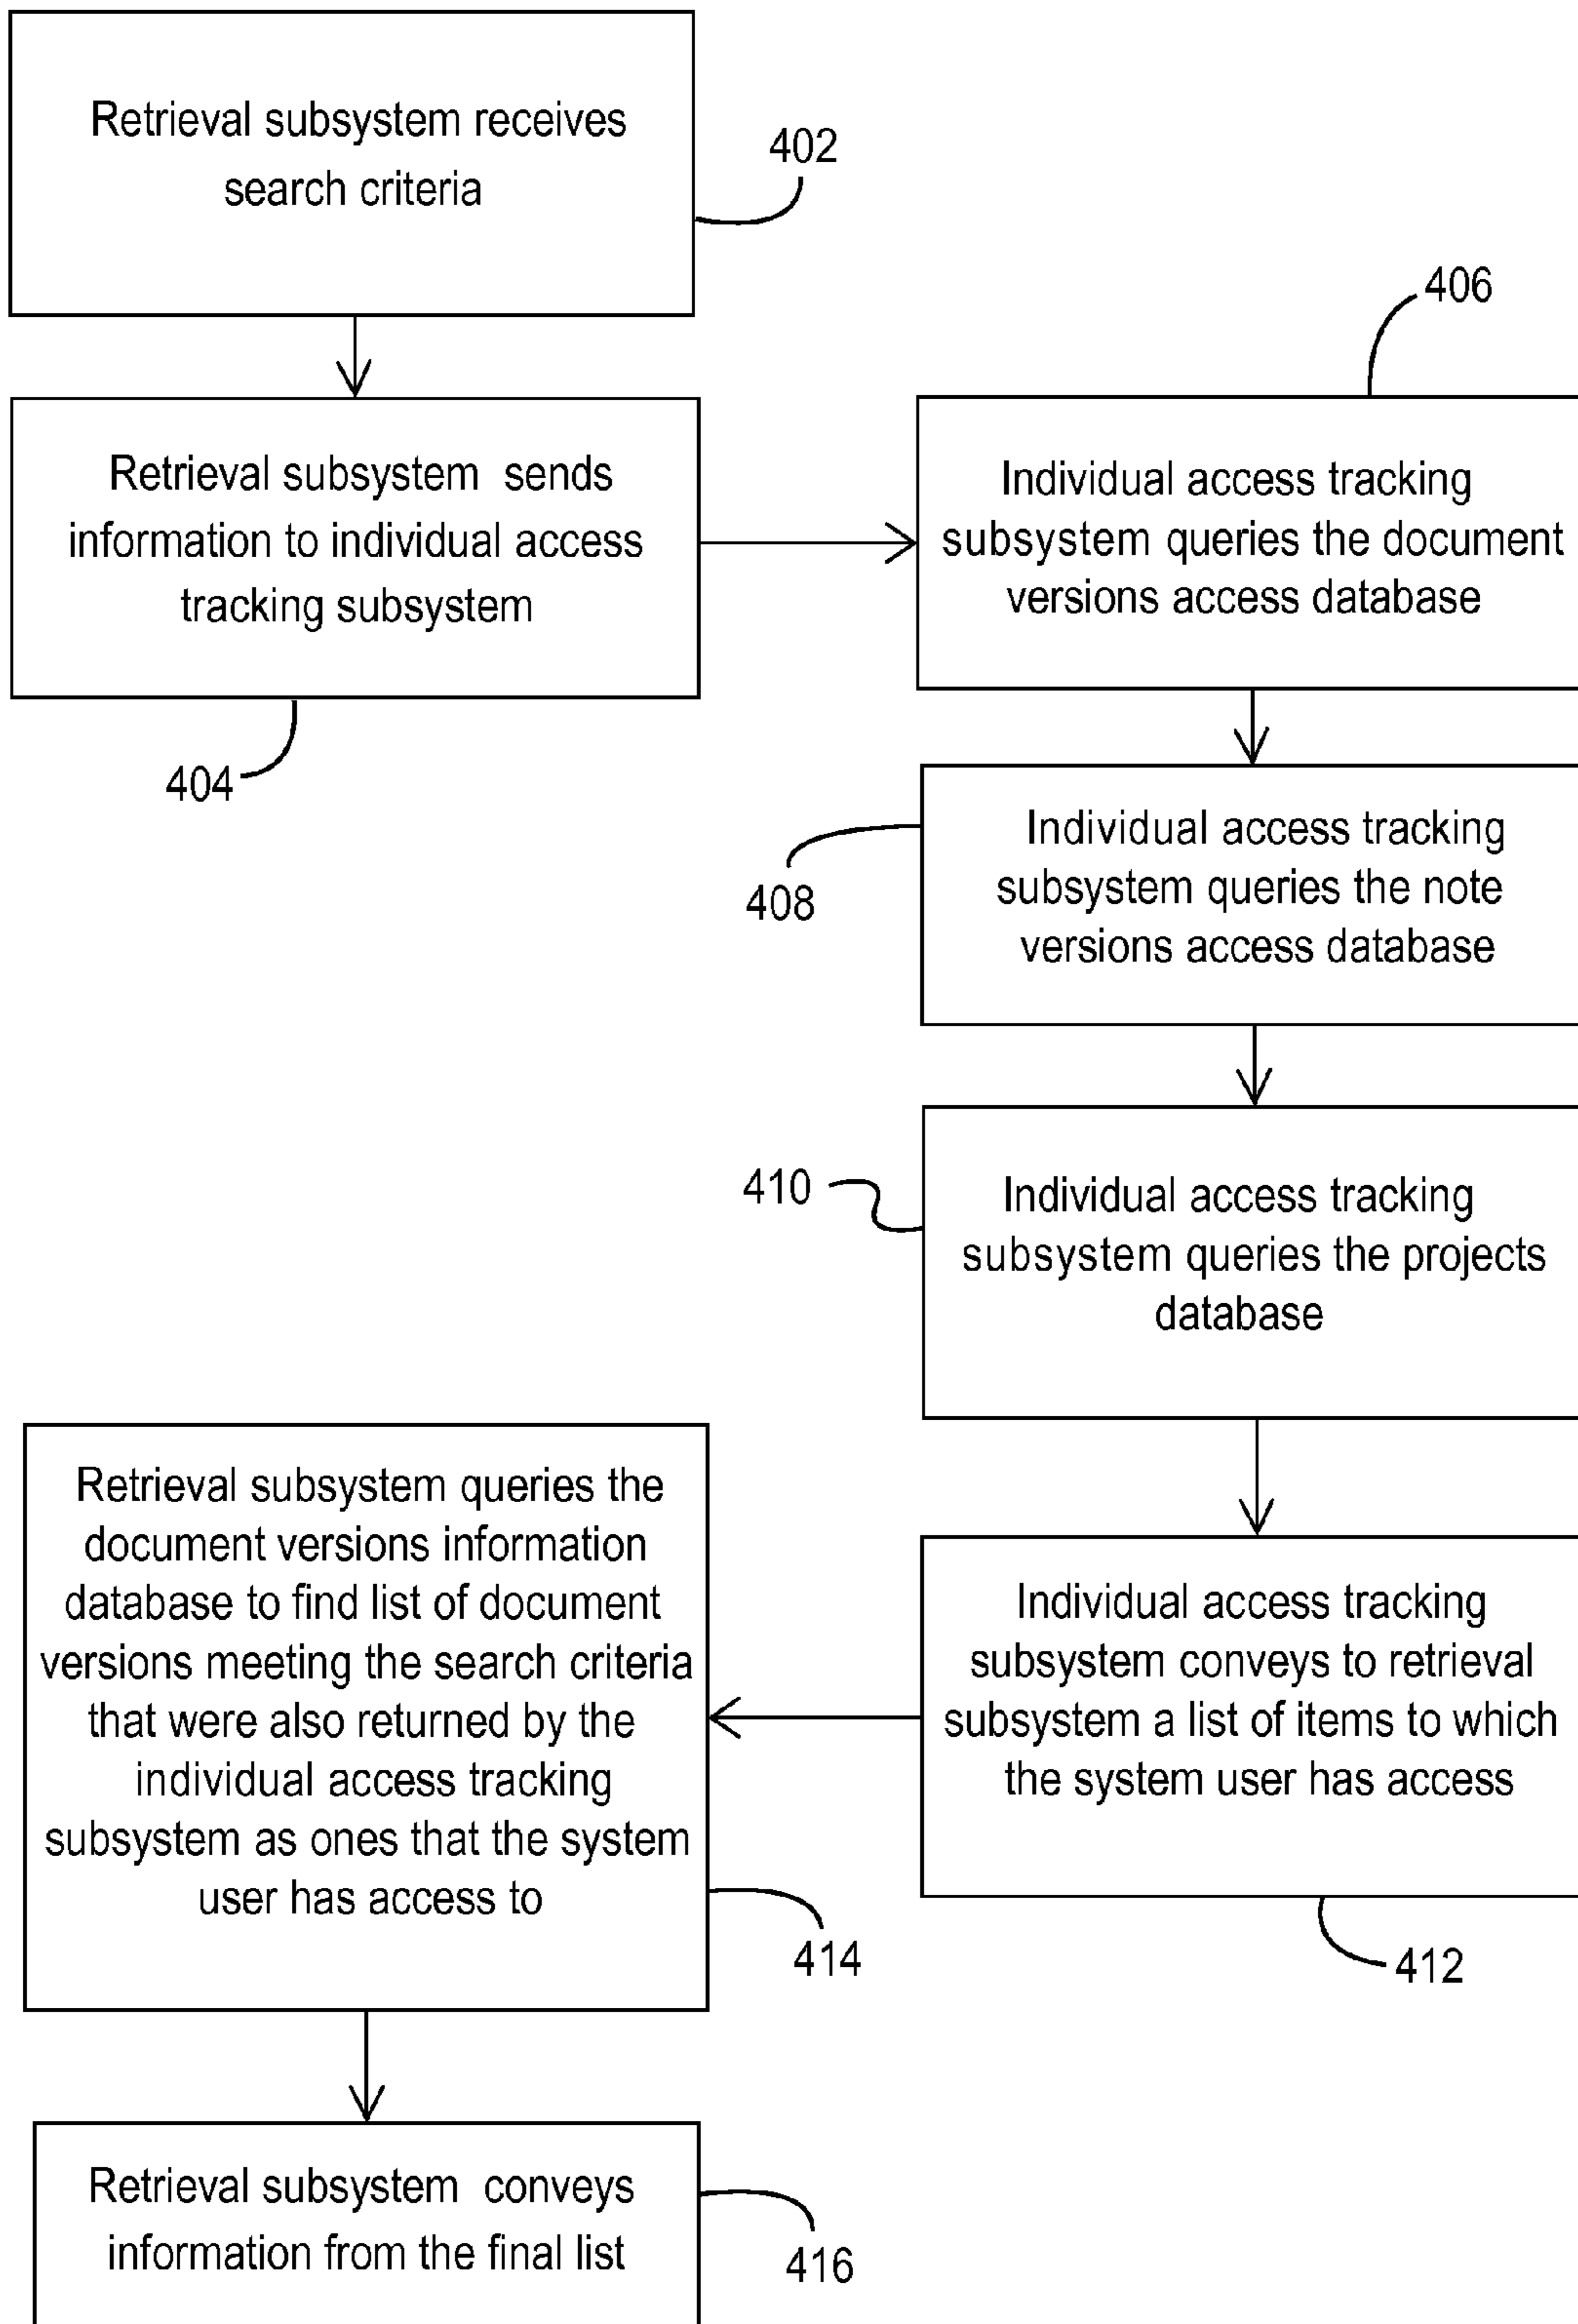 Retrieval subsystem receives
search criteria
402
Retrieval subsystem sends
information to individual access
tracking subsystem
404
406
Individual access tracking
subsystem queries the document
versions access database
408
Individual access tracking
subsystem queries the note
versions access database
410
Individual access tracking
subsystem queries the projects
database
Individual access tracking
subsystem conveys to retrieval
subsystem a list of items to which
the system user has access
412
Retrieval subsystem queries the
document versions information
database to find list of document
versions meeting the search criteria
that were also returned by the
individual access tracking
subsystem as ones that the system
user has access to
414
Retrieval subsystem conveys
information from the final list
416